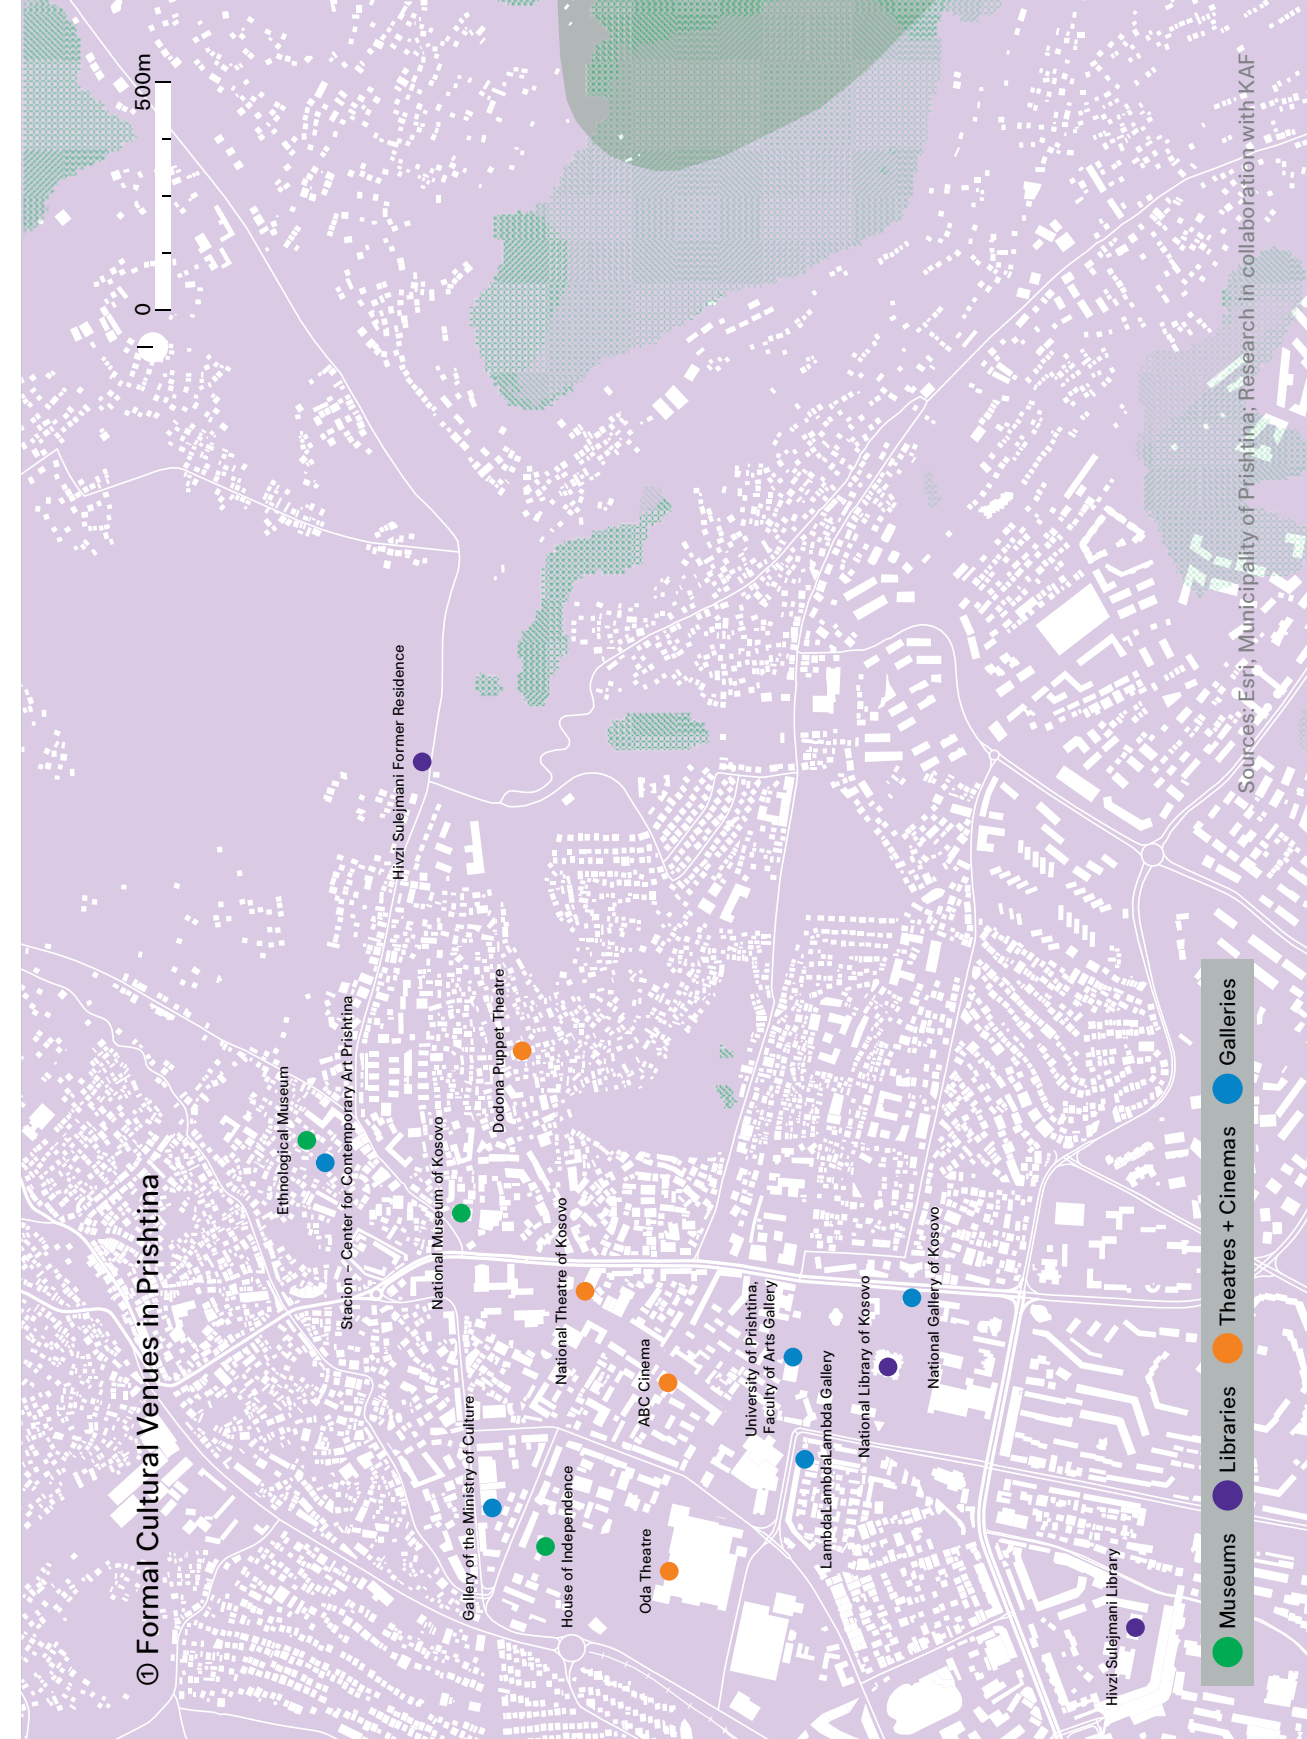 ① Formal Cultural Venues in Prishtina
0
500m
Ethnological Museum
Stacion – Center for Contemporary Art Prishtina
Hivzi Sulejmani Former Residence
National Museum of Kosovo
Gallery of the Ministry of Culture
Dodona Puppet Theatre
National Theatre of Kosovo
House of Independence
ABC Cinema
Oda Theatre
University of Prishtina,
Faculty of Arts Gallery
LambdaLambdaLambda Gallery
National Library of Kosovo
National Gallery of Kosovo
Hivzi Sulejmani Library
Museums
Libraries
Theatres + Cinemas
Galleries
Sources: Esri, Municipality of Prishtina; Research in collaboration with KAF